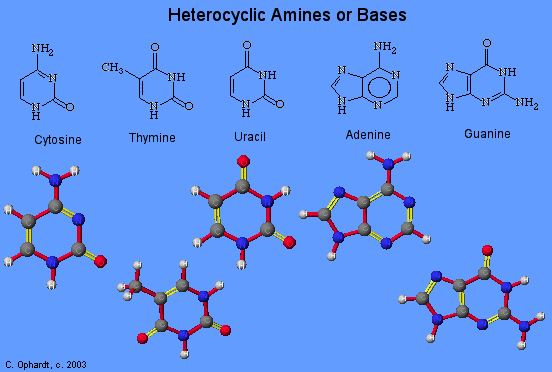 Heterocyclic Amines or Bases
NH2
N
N
H
O
Cytosine
CH3
O
NH
N
H
O
Thymine
O
NH
N
H
O
Uracil
NH2
N
N
N
N
H
Adenine
O
N
NH
N
H
N
NH2
Guanine
C. Ophardt, c. 2003